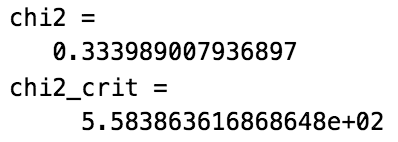 chi2 =
0.333989007936897
chi2_crit =
5.583863616868648e+02